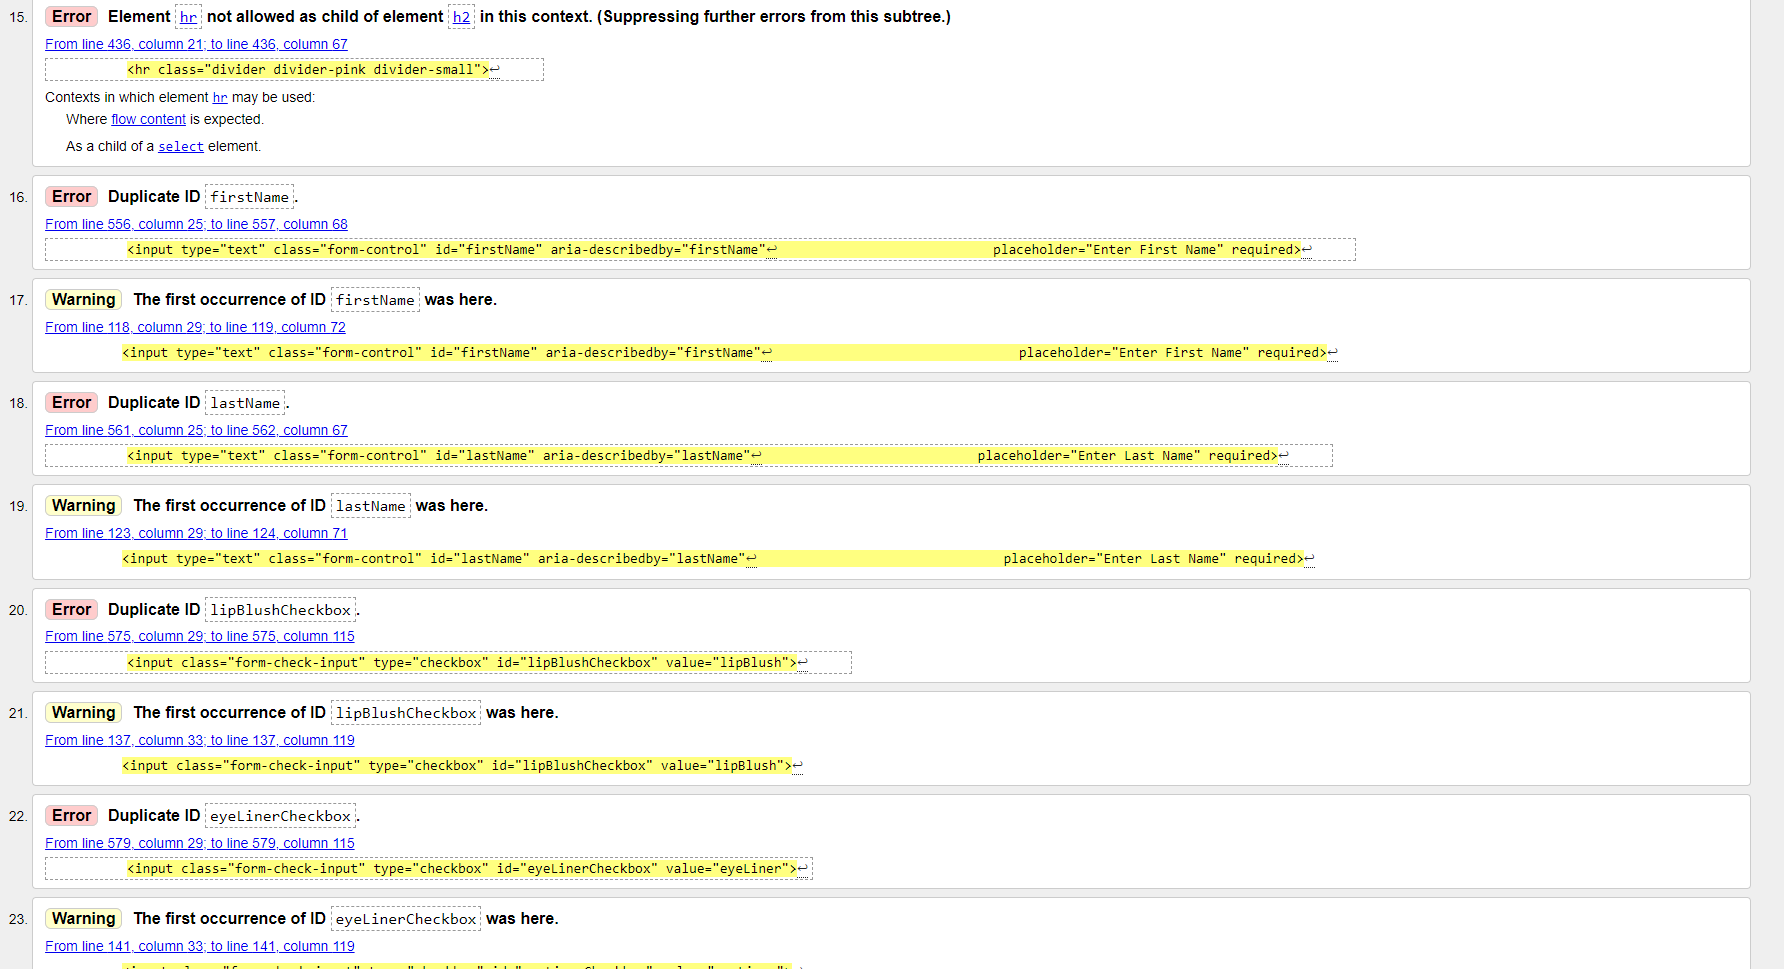 15. Error Element hr not allowed as child of element h2 in this context. (Suppressing further errors from this subtree.)
From line 436, column 21; to line 436, column 67
<hr class="divider divider-pink divider-small">↩
Contexts in which element hr may be used:
Where flow content is expected.
As a child of a select element.
16. Error Duplicate ID firstName.
From line 556, column 25; to line 557, column 68
<input type="text" class="form-control" id="firstName" aria-describedby="firstName"↩ placeholder="Enter First Name" required>↩
17. Warning The first occurrence of ID firstName was here.
From line 118, column 29; to line 119, column 72
<input type="text" class="form-control" id="firstName" aria-describedby="firstName"↩ placeholder="Enter First Name" required>↩
18. Error Duplicate ID lastName.
From line 561, column 25; to line 562, column 67
<input type="text" class="form-control" id="lastName" aria-describedby="lastName"↩ placeholder="Enter Last Name" required>↩
19. Warning The first occurrence of ID lastName was here.
From line 123, column 29; to line 124, column 71
<input type="text" class="form-control" id="lastName" aria-describedby="lastName"↩ placeholder="Enter Last Name" required>↩
20. Error Duplicate ID lipBlushCheckbox.
From line 575, column 29; to line 575, column 115
<input class="form-check-input" type="checkbox" id="lipBlushCheckbox" value="lipBlush">↩
21. Warning The first occurrence of ID lipBlushCheckbox was here.
From line 137, column 33; to line 137, column 119
<input class="form-check-input" type="checkbox" id="lipBlushCheckbox" value="lipBlush">↩
22. Error Duplicate ID eyeLinerCheckbox.
From line 579, column 29; to line 579, column 115
<input class="form-check-input" type="checkbox" id="eyeLinerCheckbox" value="eyeLiner">↩
23. Warning The first occurrence of ID eyeLinerCheckbox was here.
From line 141, column 33; to line 141, column 119